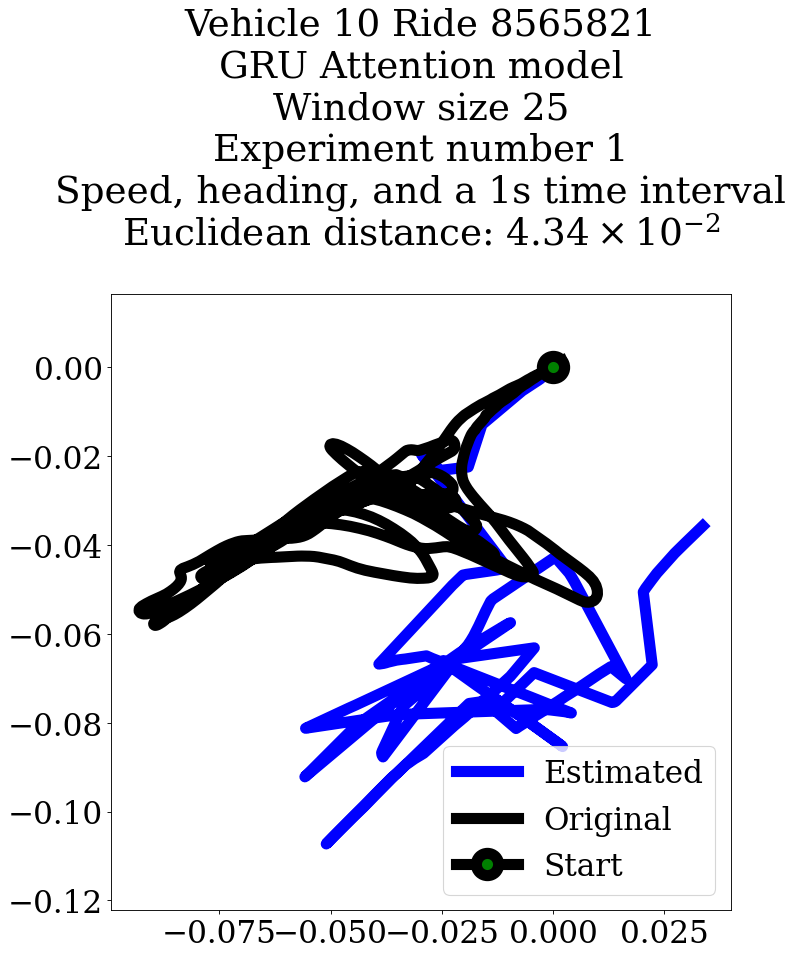 Vehicle 10 Ride 8565821
GRU Attention model
Window size 25
Experiment number 1
Speed, heading, and a 1s time interval
Euclidean distance: 4.34 × 10⁻²
0.00
−0.02
−0.04
−0.06
−0.08
−0.10
−0.12
Estimated
Original
Start
−0.075 −0.050 −0.025 0.000 0.025